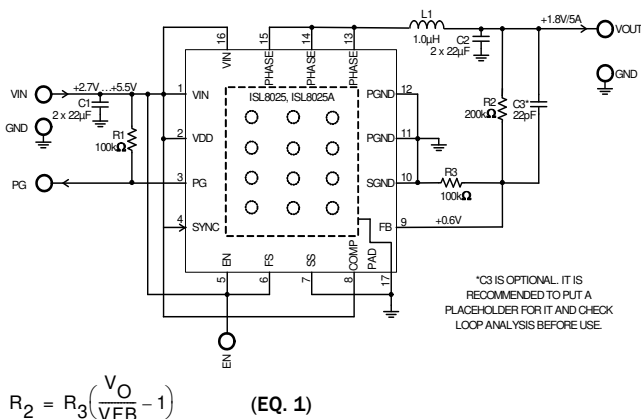 16
15
14
13
VIN
PHASE
PHASE
PHASE
L1
1.0µH
C2
2 x 22µF
+1.8V/5A
VOUT
GND
VIN
+2.7V...+5.5V
C1
2 x 22µF
GND
R1
100kΩ
PG
1
VIN
2
VDD
3
PG
4
SYNC
ISL8025, ISL8025A
PGND
12
PGND
11
SGND
10
FB
9
R3
100kΩ
+0.6V
R2
200kΩ
C3*
22pF
EN
FS
SS
COMP
PAD
5
6
7
8
17
EN
*C3 IS OPTIONAL. IT IS
RECOMMENDED TO PUT A
PLACEHOLDER FOR IT AND CHECK
LOOP ANALYSIS BEFORE USE.
R2 = R3(VO/VFB − 1) (EQ. 1)